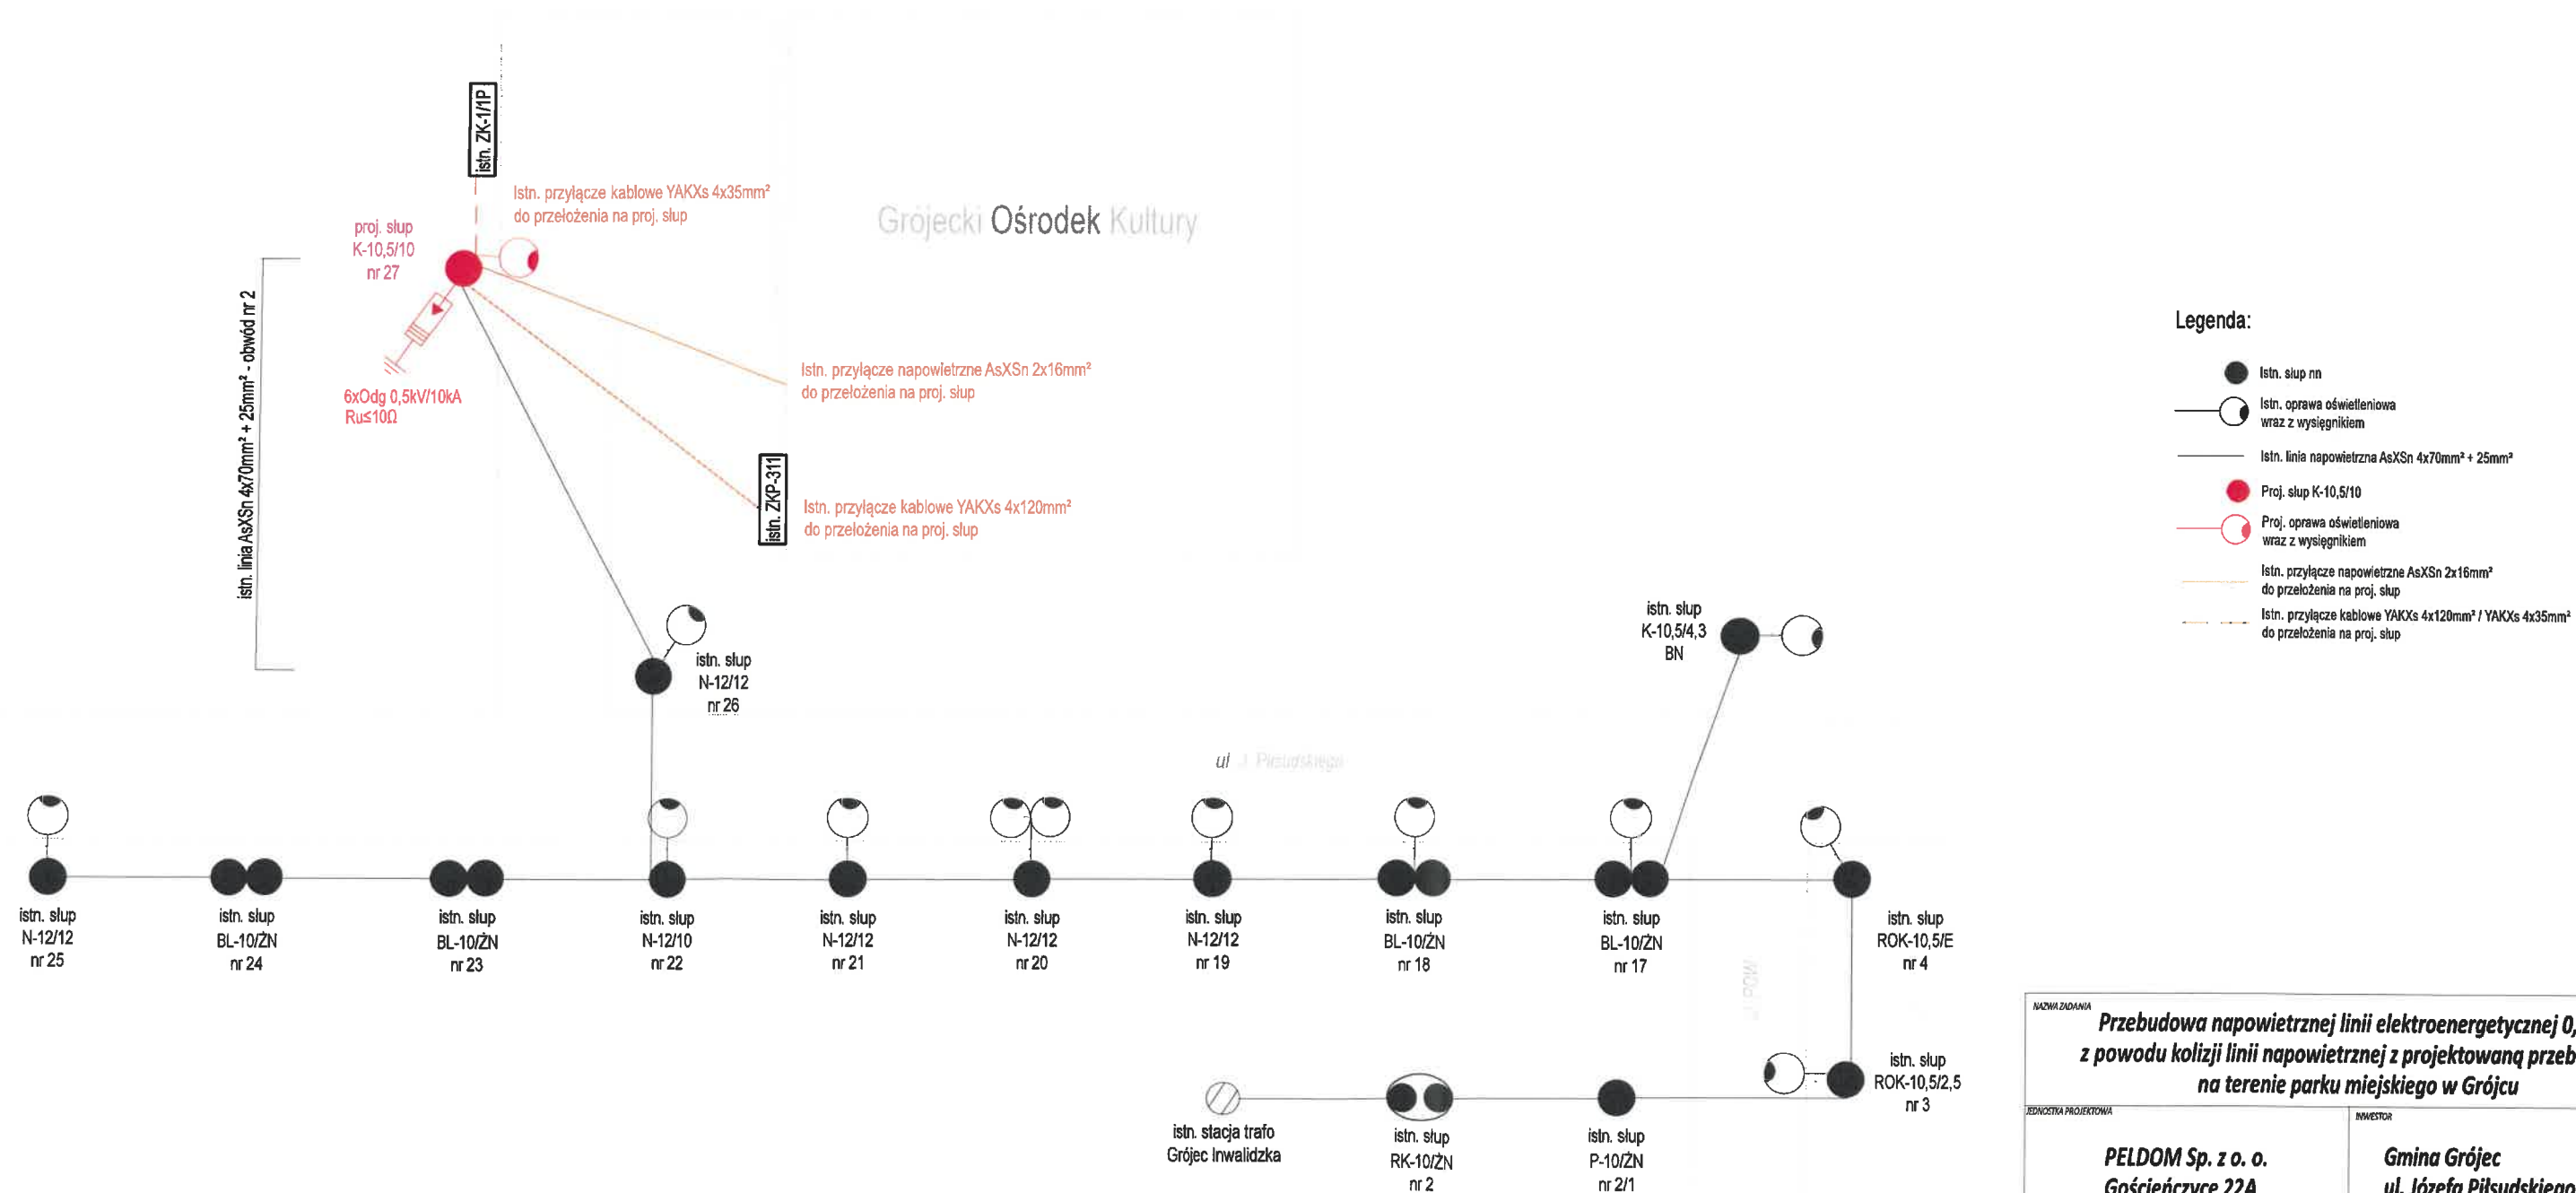 istn. ZK-1/1P
Istn. przyłącze kablowe YAKXs 4x35mm²
do przełożenia na proj. słup
Grójecki Ośrodek Kultury
proj. słup
K-10,5/10
nr 27
istn. linia AsXSn 4x70mm² + 25mm² - obwód nr 2
6xOdg 0,5kV/10kA
Ru≤10Ω
Istn. przyłącze napowietrzne AsXSn 2x16mm²
do przełożenia na proj. słup
istn. ZKP-311
Istn. przyłącze kablowe YAKXs 4x120mm²
do przełożenia na proj. słup
Legenda:
Istn. słup nn
Istn. oprawa oświetleniowa
wraz z wysięgnikiem
Istn. linia napowietrzna AsXSn 4x70mm² + 25mm²
Proj. słup K-10,5/10
Proj. oprawa oświetleniowa
wraz z wysięgnikiem
Istn. przyłącze napowietrzne AsXSn 2x16mm²
do przełożenia na proj. słup
Istn. przyłącze kablowe YAKXs 4x120mm² / YAKXs 4x35mm²
do przełożenia na proj. słup
istn. słup
N-12/12
nr 26
istn. słup
K-10,5/4,3
BN
ul J. Piłsudskiego
istn. słup
N-12/12
nr 25
istn. słup
BL-10/ŻN
nr 24
istn. słup
BL-10/ŻN
nr 23
istn. słup
N-12/10
nr 22
istn. słup
N-12/12
nr 21
istn. słup
N-12/12
nr 20
istn. słup
N-12/12
nr 19
istn. słup
BL-10/ŻN
nr 18
istn. słup
BL-10/ŻN
nr 17
istn. słup
ROK-10,5/E
nr 4
istn. słup
ROK-10,5/2,5
nr 3
istn. stacja trafo
Grójec Inwalidzka
istn. słup
RK-10/ŻN
nr 2
istn. słup
P-10/ŻN
nr 2/1
NAZWA ZADANIA
Przebudowa napowietrznej linii elektroenergetycznej 0,
z powodu kolizji linii napowietrznej z projektowaną przeb
na terenie parku miejskiego w Grójcu
JEDNOSTKA PROJEKTOWA
INWESTOR
PELDOM Sp. z o. o.
Gościeńczyce 22A
Gmina Grójec
ul. Józefa Piłsudskiego